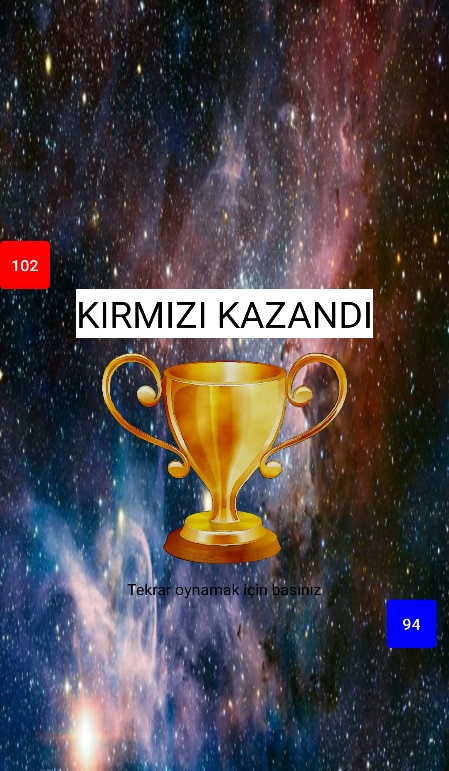 102
KIRMIZI KAZANDI
Tekrar oynamak için basınız
94